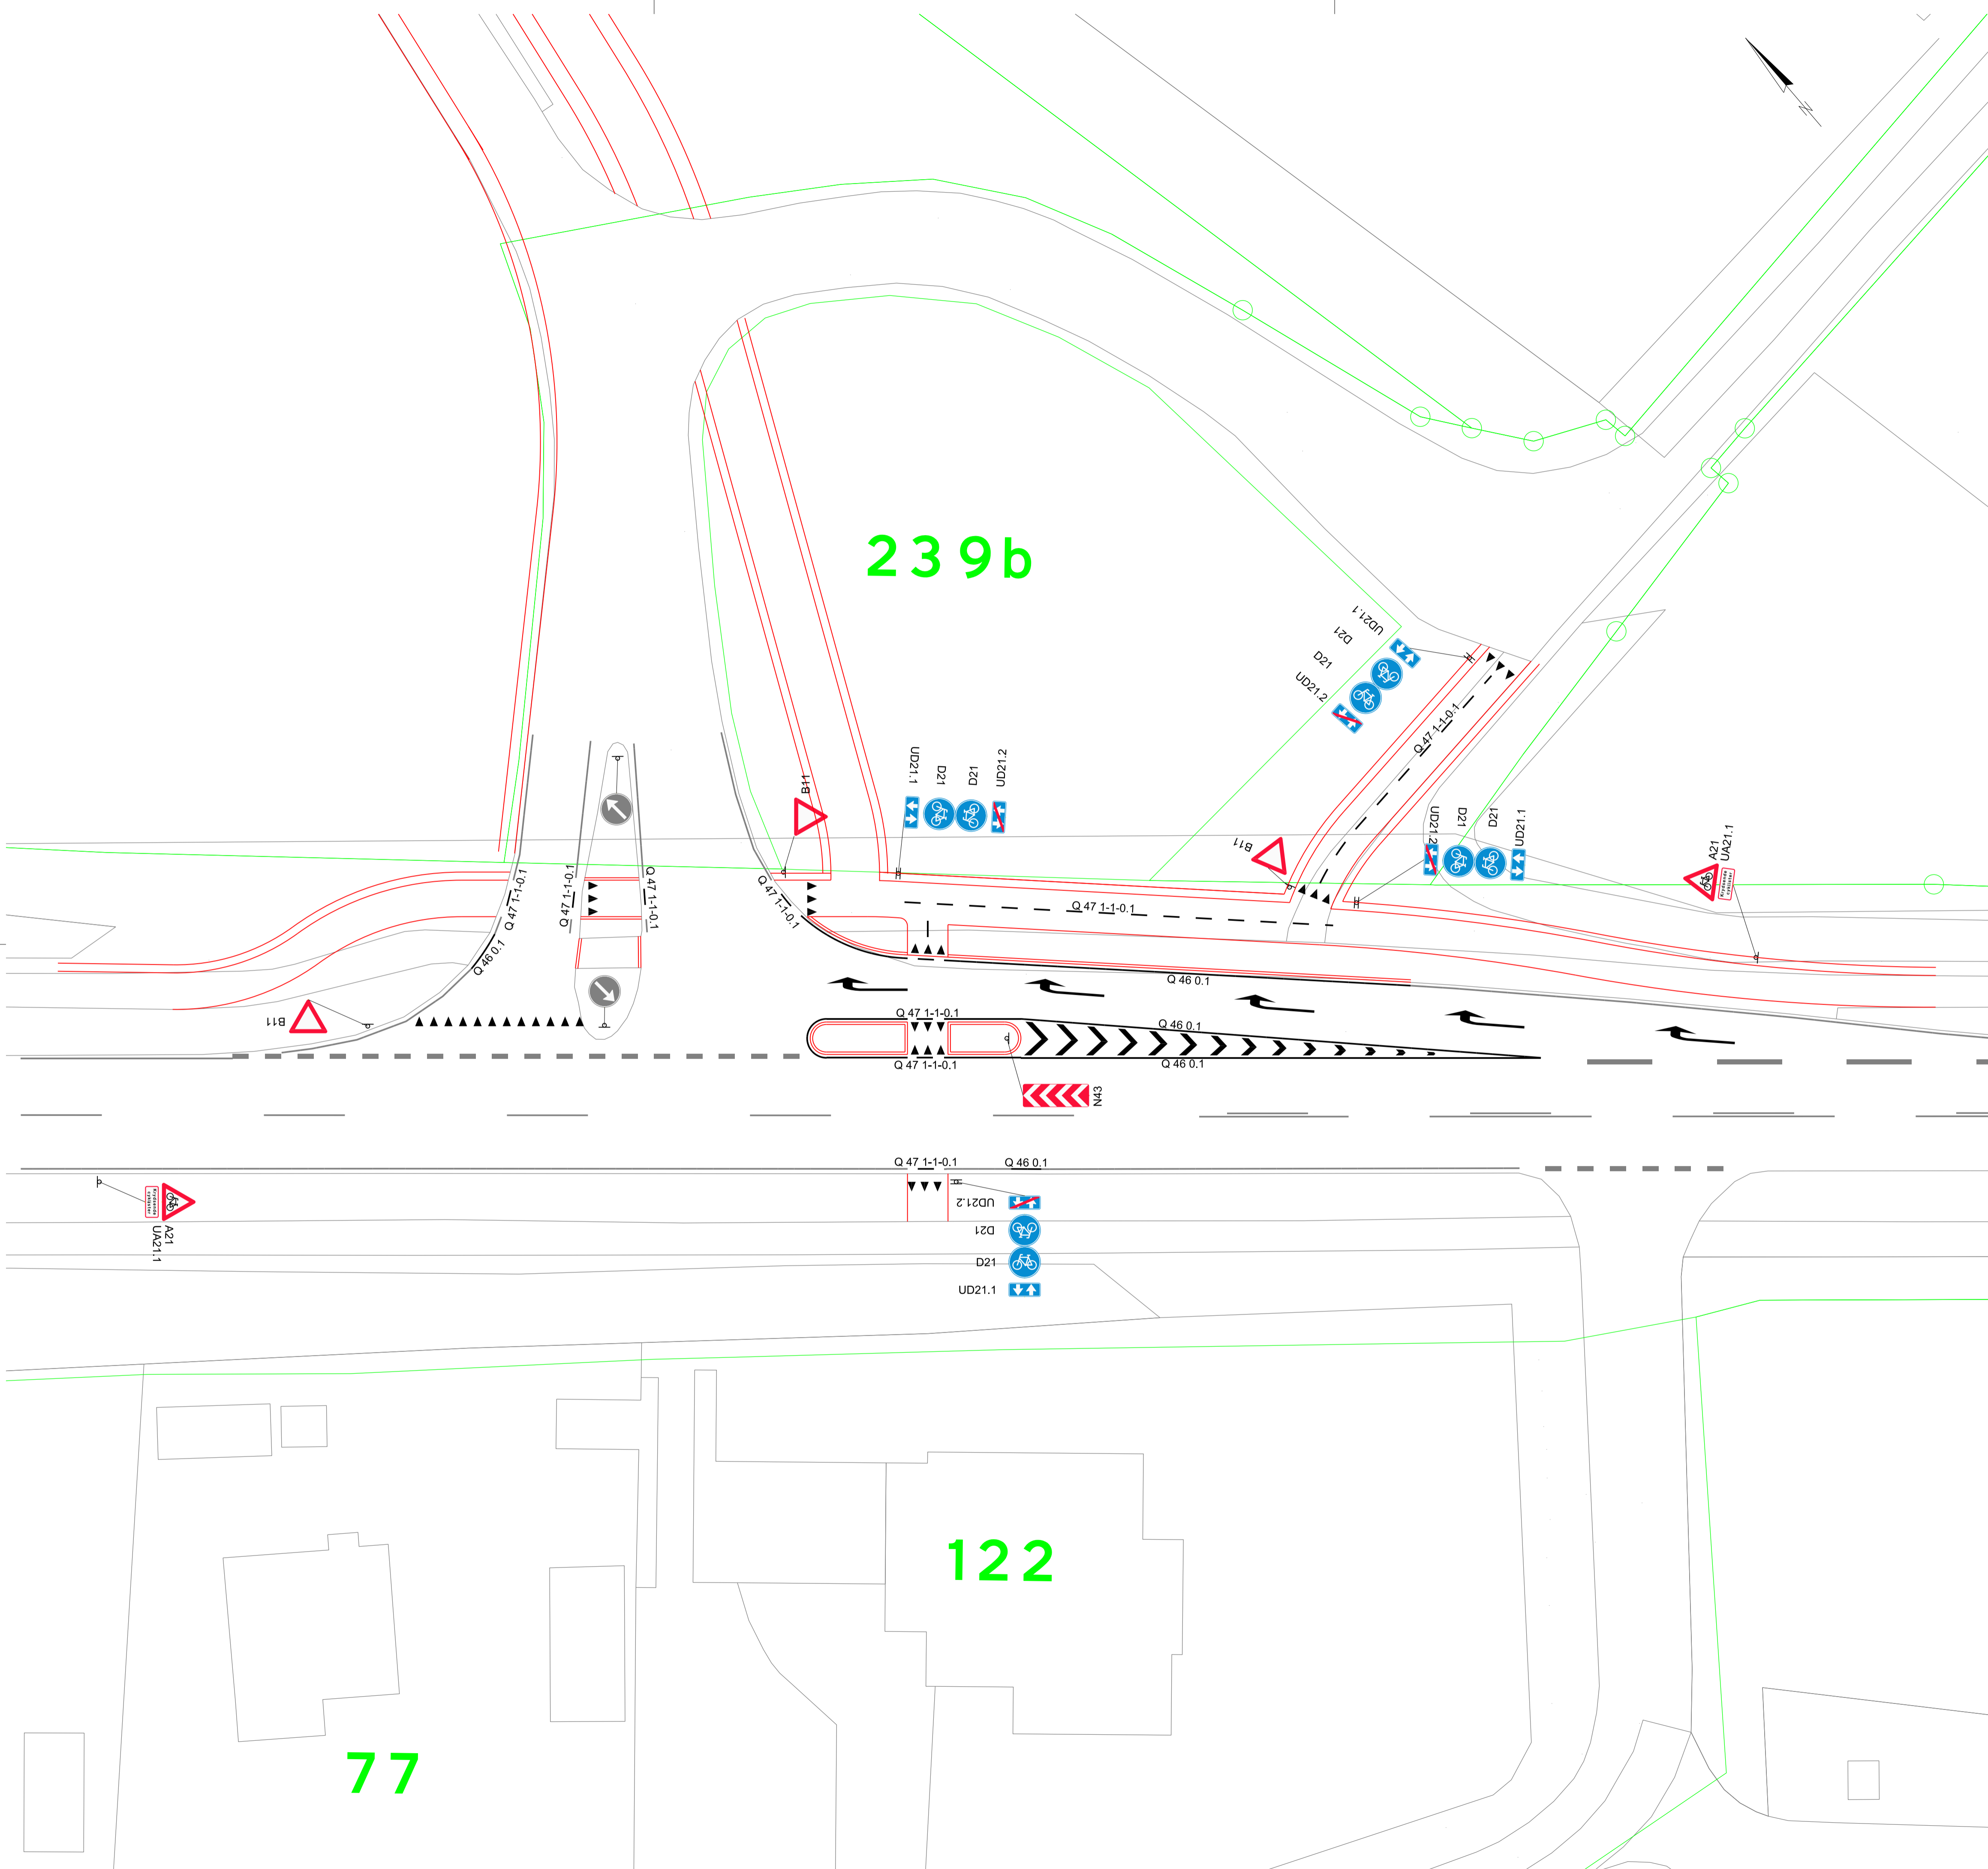 N
239b
UD21.1
D21
D21
UD21.2
Q 47 1-1-0.1
B11
UD21.1
D21
D21
UD21.2
B11
UD21.2
D21
D21
UD21.1
A21
UA21.1
Q 47 1-1-0.1
Q 47 1-1-0.1
Q 47 1-1-0.1
Q 47 1-1-0.1
Q 47 1-1-0.1
Q 46 0.1
Q 46 0.1
B11
Q 47 1-1-0.1
Q 46 0.1
Q 47 1-1-0.1
Q 46 0.1
N43
Q 47 1-1-0.1
Q 46 0.1
Krydsende
cyklister
A21
UA21.1
UD21.2
D21
D21
UD21.1
122
77